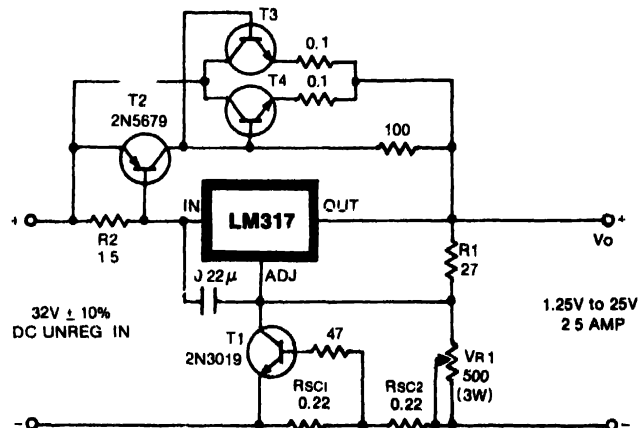 T3
0.1
T4
0.1
T2
2N5679
100
IN
OUT
LM317
+
+
R2
1 5
Vo
R1
27
0 22μ
ADJ
32V ± 10%
DC UNREG IN
1.25V to 25V
2 5 AMP
T1
2N3019
47
VR1
500
(3W)
RSC1
0.22
RSC2
0.22
−
−